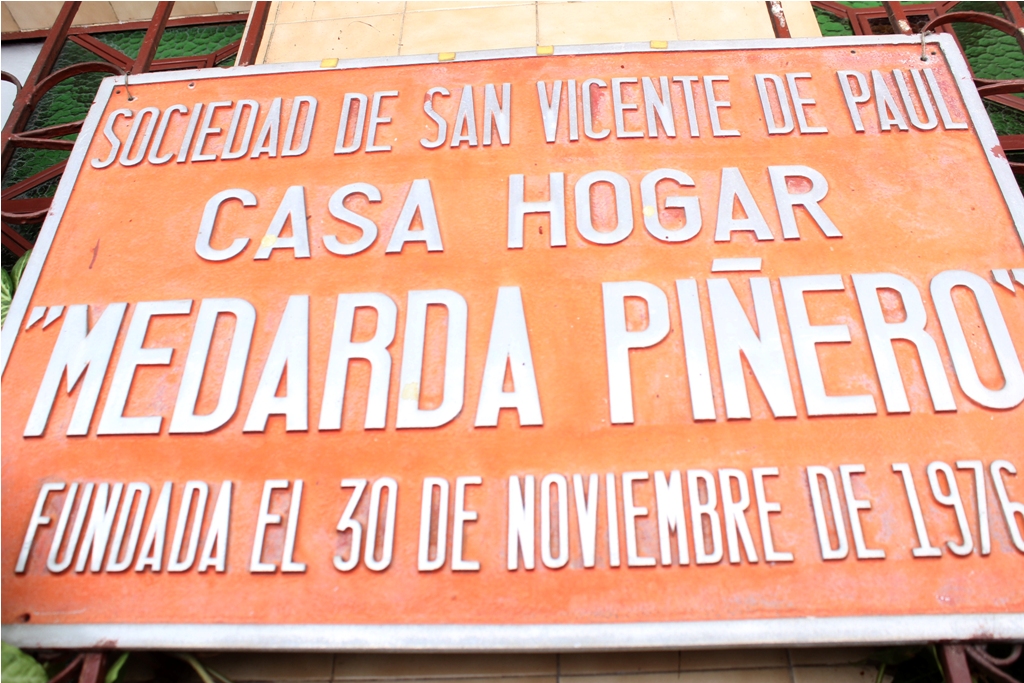 SOCIEDAD DE SAN VICENTE DE PAUL
CASA HOGAR
"MEDARDA PIÑERO"
FUNDADA EL 30 DE NOVIEMBRE DE 1976